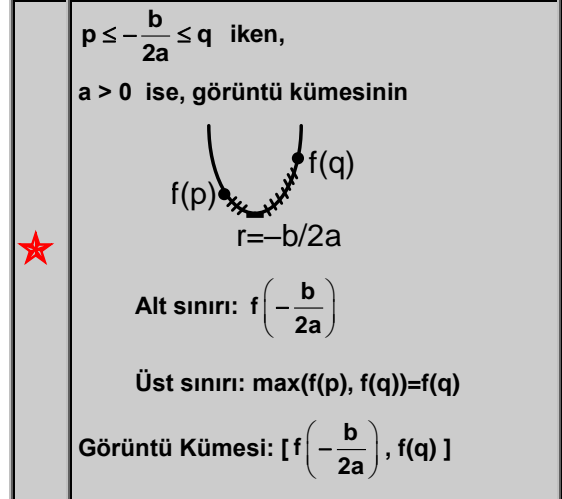 p ≤ −b/2a ≤ q iken,
a > 0 ise, görüntü kümesinin
f(q)
f(p)
r=–b/2a
Alt sınırı: f(−b/2a)
Üst sınırı: max(f(p), f(q))=f(q)
Görüntü Kümesi: [ f(−b/2a) , f(q) ]